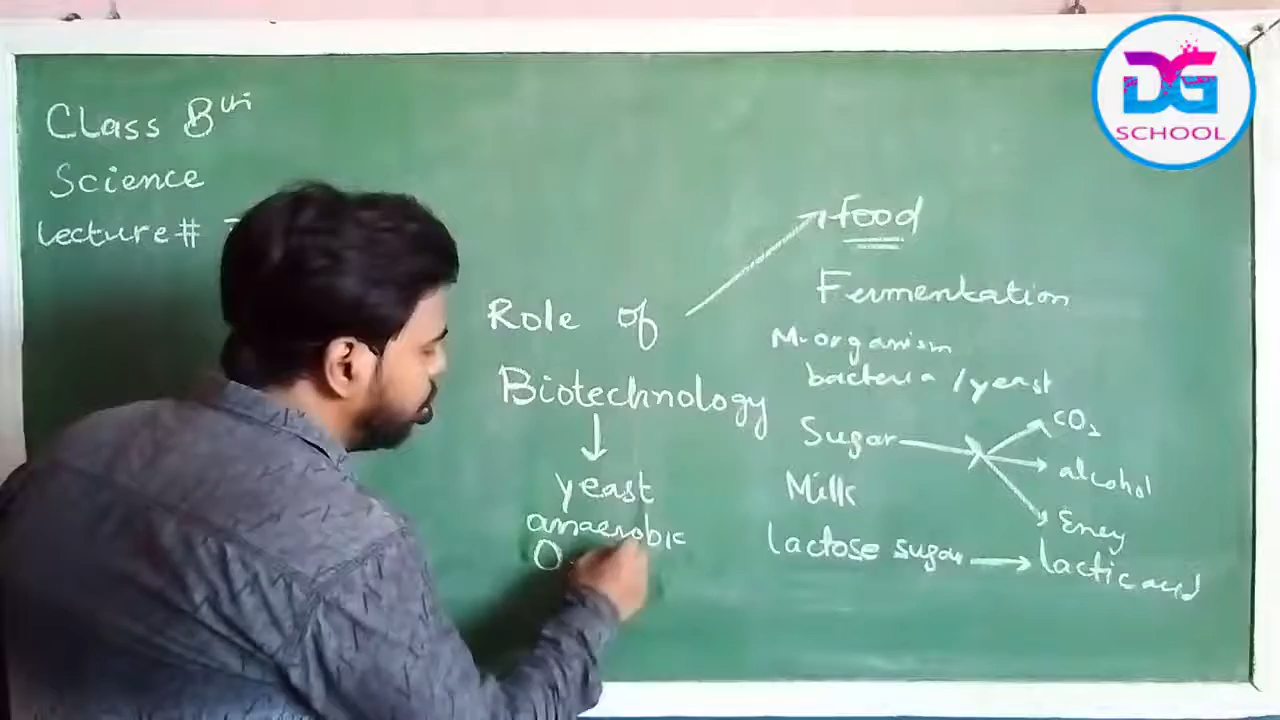 Class 8th
Science
Lecture #
Role of
Biotechnology
yeast
anaerobic
O
food
Fermentation
M-organism
bacteria / yeast
Sugar
CO2
alcohol
Eney
Milk
lactose sugar
lactic acid
DG
SCHOOL